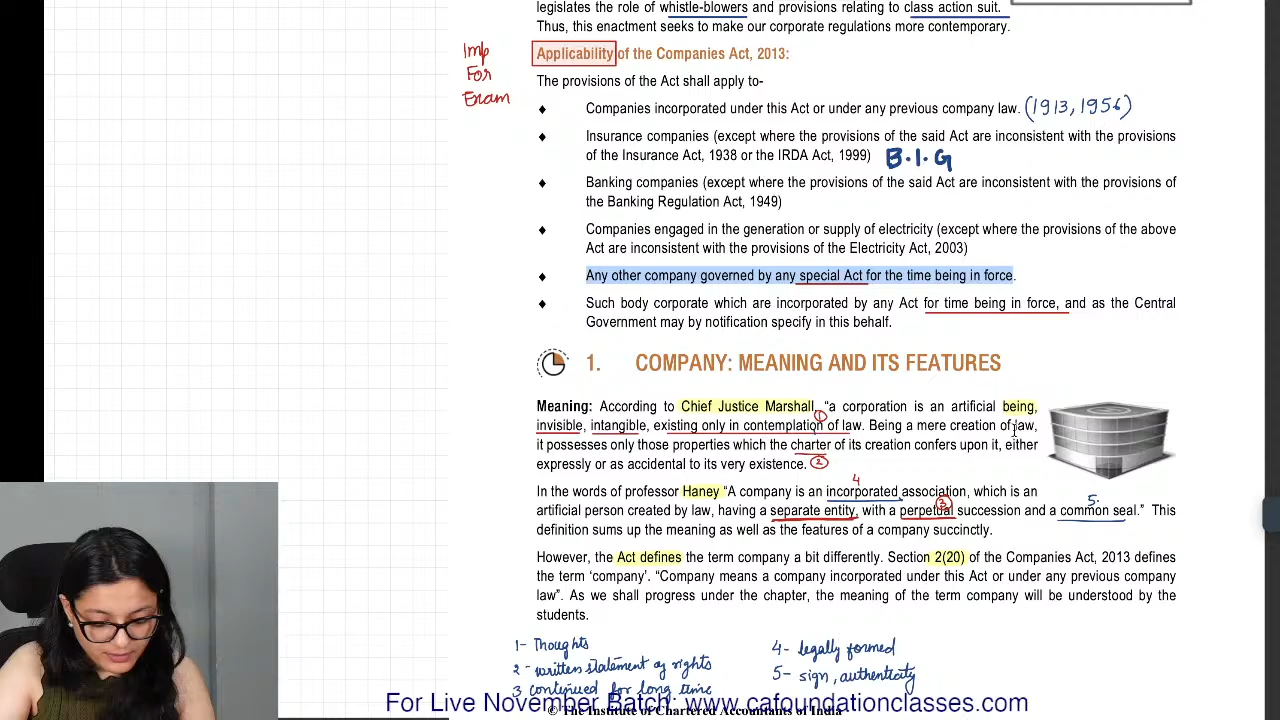 legislates the role of whistle-blowers and provisions relating to class action suit.
Thus, this enactment seeks to make our corporate regulations more contemporary.
Imp
For
Exam
Applicability of the Companies Act, 2013:
The provisions of the Act shall apply to-
♦ Companies incorporated under this Act or under any previous company law. (1913, 1956)
♦ Insurance companies (except where the provisions of the said Act are inconsistent with the provisions
of the Insurance Act, 1938 or the IRDA Act, 1999) B.I.G
♦ Banking companies (except where the provisions of the said Act are inconsistent with the provisions of
the Banking Regulation Act, 1949)
♦ Companies engaged in the generation or supply of electricity (except where the provisions of the above
Act are inconsistent with the provisions of the Electricity Act, 2003)
♦ Any other company governed by any special Act for the time being in force.
♦ Such body corporate which are incorporated by any Act for time being in force, and as the Central
Government may by notification specify in this behalf.
1. COMPANY: MEANING AND ITS FEATURES
Meaning: According to Chief Justice Marshall, "a corporation is an artificial being,
1
invisible, intangible, existing only in contemplation of law. Being a mere creation of law,
it possesses only those properties which the charter of its creation confers upon it, either
expressly or as accidental to its very existence. 2
4
In the words of professor Haney "A company is an incorporated association, which is an
3 5
artificial person created by law, having a separate entity, with a perpetual succession and a common seal." This
definition sums up the meaning as well as the features of a company succinctly.
However, the Act defines the term company a bit differently. Section 2(20) of the Companies Act, 2013 defines
the term 'company'. "Company means a company incorporated under this Act or under any previous company
law". As we shall progress under the chapter, the meaning of the term company will be understood by the
students.
1- Thoughts
2- written statement of rights
3 continued for long time
4- legally formed
5- sign, authenticity
For Live November Batch: www.cafoundationclasses.com
© The Institute of Chartered Accountants of India